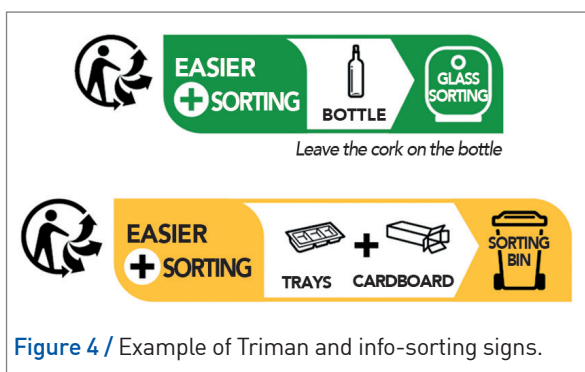 EASIER
+ SORTING
BOTTLE
GLASS
SORTING
Leave the cork on the bottle
EASIER
+ SORTING
TRAYS + CARDBOARD
SORTING
BIN
Figure 4 / Example of Triman and info-sorting signs.